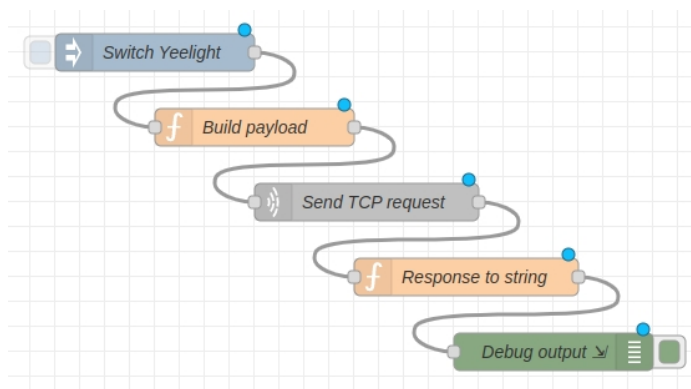 Switch Yeelight
Build payload
Send TCP request
Response to string
Debug output ⇲